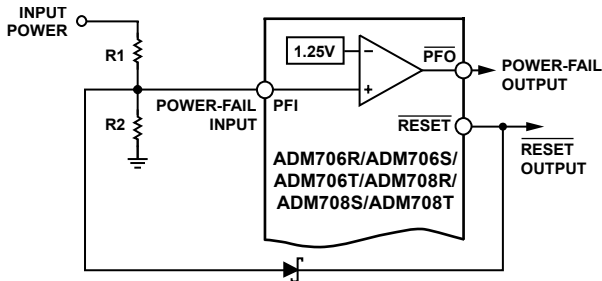 INPUT
POWER
R1
R2
1.25V
−
+
PFO
POWER-FAIL
OUTPUT
POWER-FAIL
INPUT
PFI
RESET
RESET
OUTPUT
ADM706R/ADM706S/
ADM706T/ADM708R/
ADM708S/ADM708T